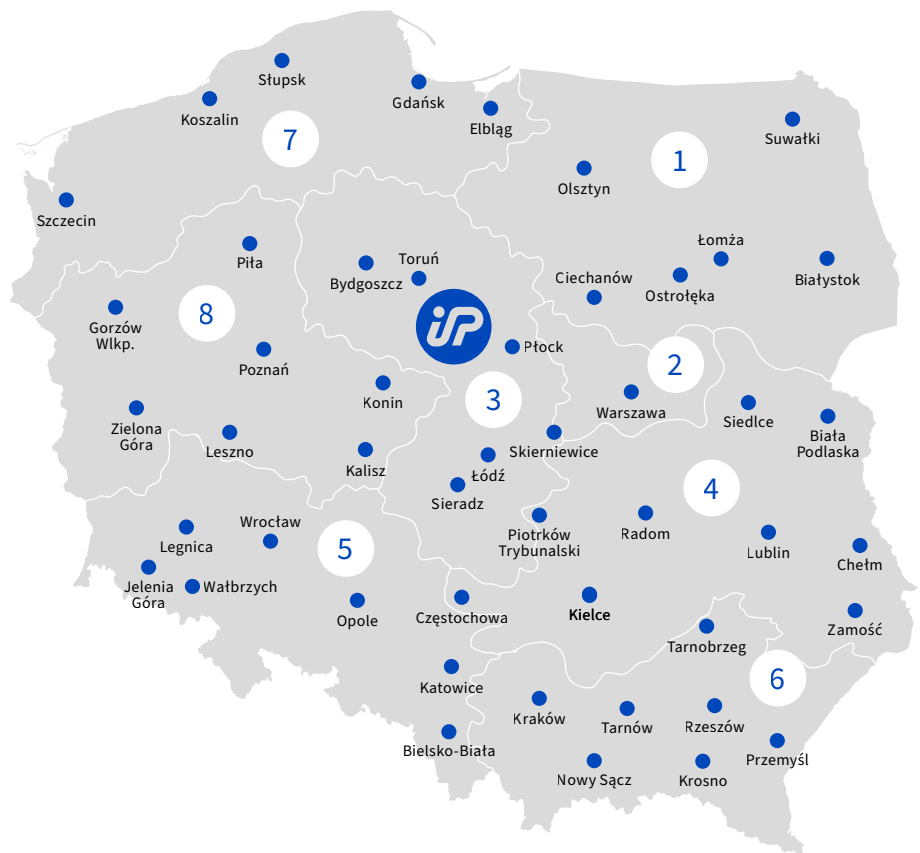 Słupsk
Gdańsk
Koszalin
Elbląg
7
Suwałki
1
Olsztyn
Szczecin
Piła
Toruń
Bydgoszcz
Łomża
Ciechanów
Ostrołęka
Białystok
Gorzów
Wlkp.
8
iSP
Płock
Poznań
2
Konin
3
Warszawa
Siedlce
Zielona
Góra
Leszno
Biała
Podlaska
Skierniewice
Kalisz
Łódź
Sieradz
4
Wrocław
Legnica
5
Piotrków
Trybunalski
Radom
Lublin
Chełm
Jelenia
Góra
Wałbrzych
Opole
Częstochowa
Kielce
Zamość
Tarnobrzeg
Katowice
6
Kraków
Tarnów
Rzeszów
Bielsko-Biała
Przemyśl
Nowy Sącz
Krosno